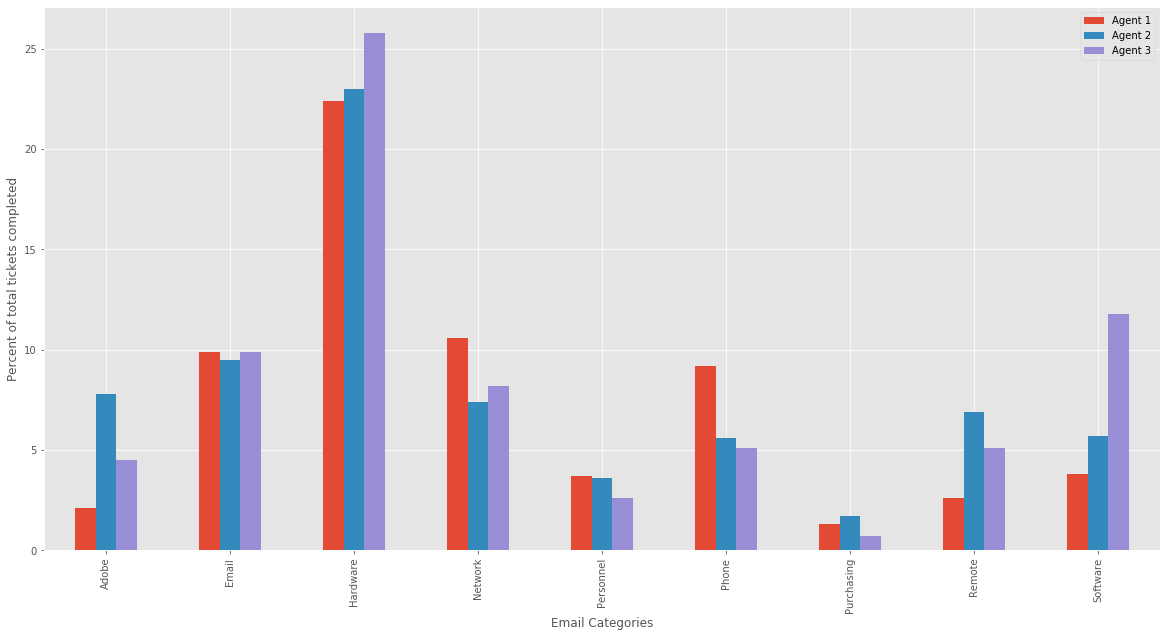 Agent 1
Agent 2
Agent 3
Percent of total tickets completed
25
20
15
10
5
0
Adobe
Email
Hardware
Network
Personnel
Phone
Purchasing
Remote
Software
Email Categories